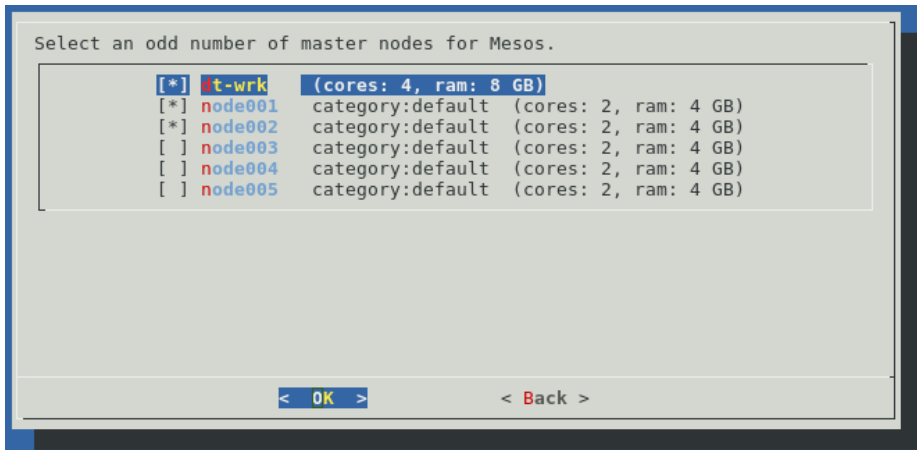 Select an odd number of master nodes for Mesos.
[*] dt-wrk (cores: 4, ram: 8 GB)
[*] node001 category:default (cores: 2, ram: 4 GB)
[*] node002 category:default (cores: 2, ram: 4 GB)
[ ] node003 category:default (cores: 2, ram: 4 GB)
[ ] node004 category:default (cores: 2, ram: 4 GB)
[ ] node005 category:default (cores: 2, ram: 4 GB)
< OK > < Back >